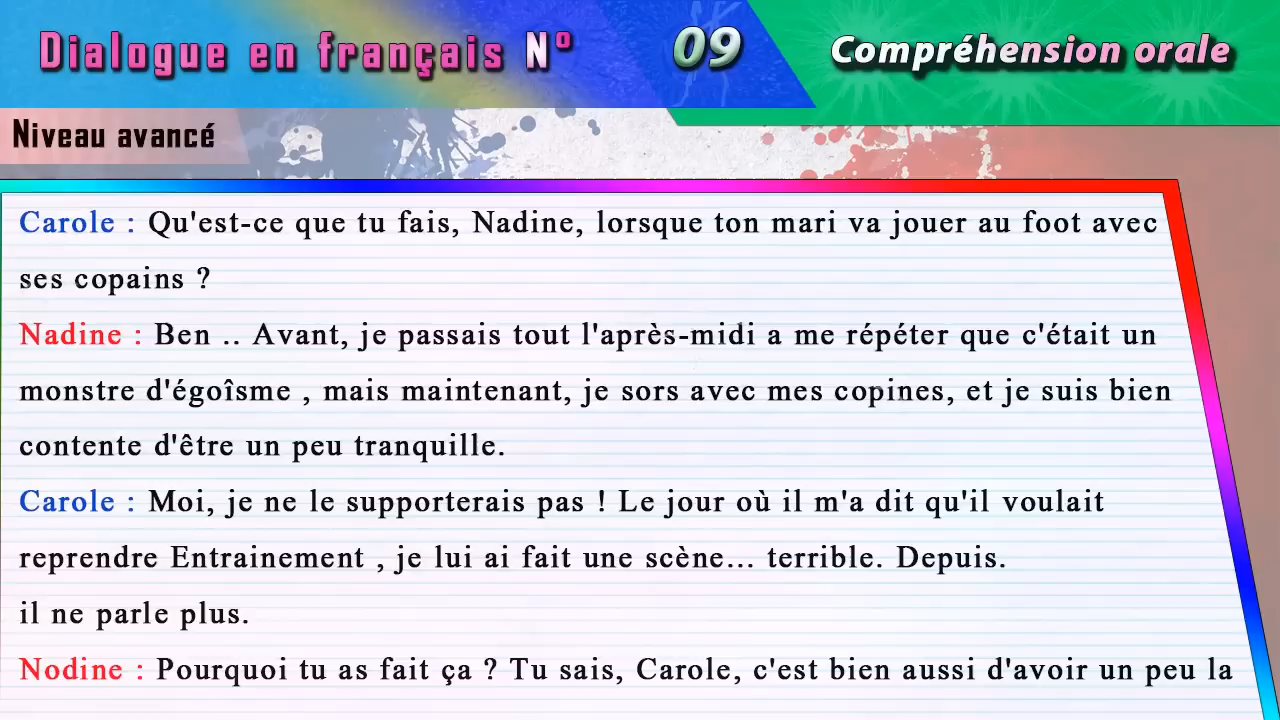 Dialogue en français N° 09 Compréhension orale
Niveau avancé
Carole : Qu'est-ce que tu fais, Nadine, lorsque ton mari va jouer au foot avec
ses copains ?
Nadine : Ben .. Avant, je passais tout l'après-midi a me répéter que c'était un
monstre d'égoîsme , mais maintenant, je sors avec mes copines, et je suis bien
contente d'être un peu tranquille.
Carole : Moi, je ne le supporterais pas ! Le jour où il m'a dit qu'il voulait
reprendre Entrainement , je lui ai fait une scène... terrible. Depuis.
il ne parle plus.
Nodine : Pourquoi tu as fait ça ? Tu sais, Carole, c'est bien aussi d'avoir un peu la